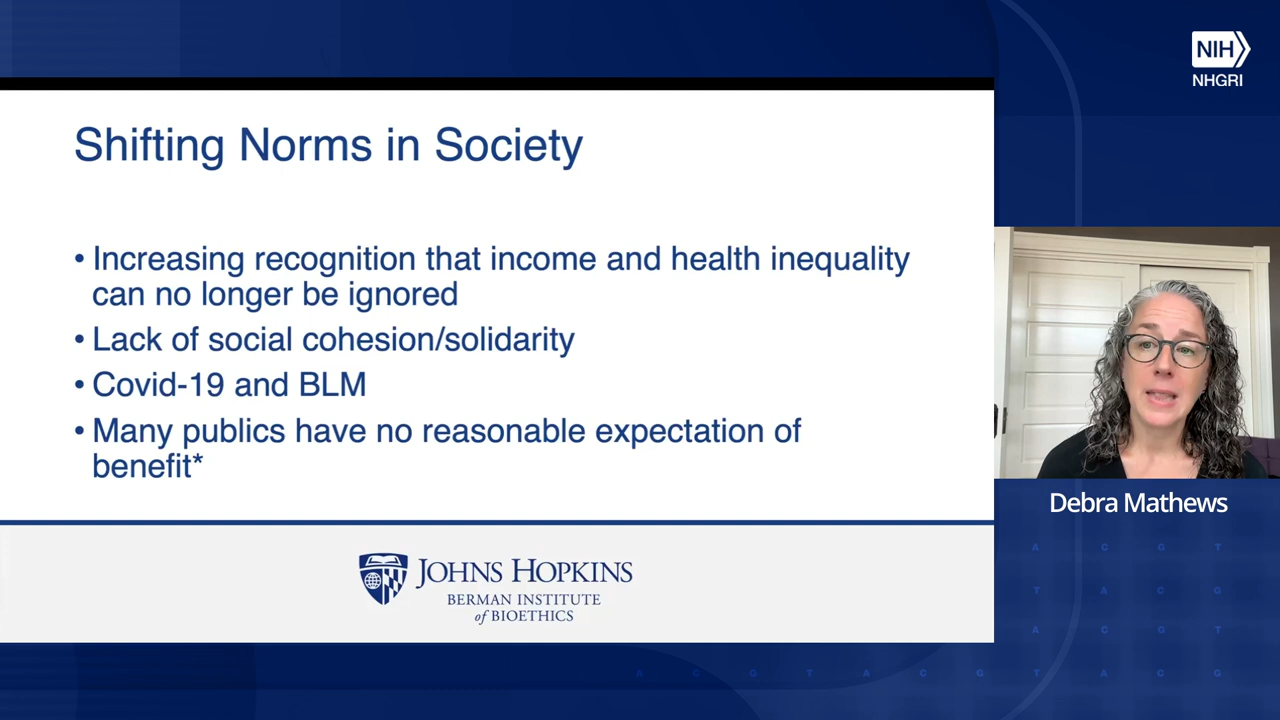 NIH
NHGRI
Shifting Norms in Society
• Increasing recognition that income and health inequality
can no longer be ignored
• Lack of social cohesion/solidarity
• Covid-19 and BLM
• Many publics have no reasonable expectation of
benefit*
Debra Mathews
JOHNS HOPKINS
BERMAN INSTITUTE
of BIOETHICS
A C G T
T A C G
A C G T
A C G T A C G T A C G